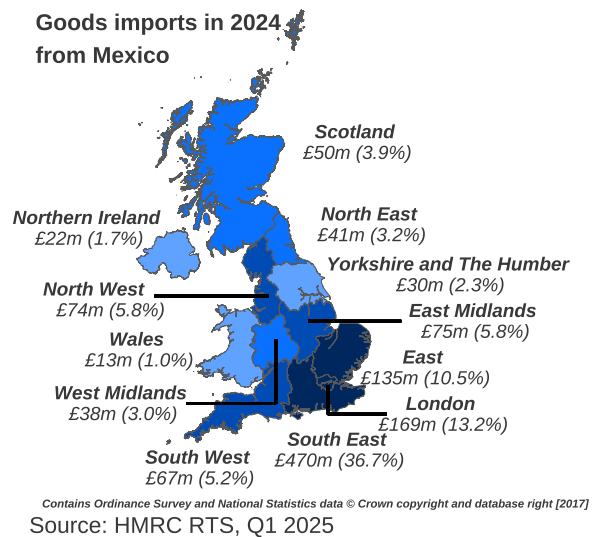 Goods imports in 2024
from Mexico
Scotland
£50m (3.9%)
Northern Ireland
£22m (1.7%)
North East
£41m (3.2%)
Yorkshire and The Humber
£30m (2.3%)
North West
£74m (5.8%)
East Midlands
£75m (5.8%)
Wales
£13m (1.0%)
East
£135m (10.5%)
West Midlands
£38m (3.0%)
London
£169m (13.2%)
South East
£470m (36.7%)
South West
£67m (5.2%)
Contains Ordinance Survey and National Statistics data © Crown copyright and database right [2017]
Source: HMRC RTS, Q1 2025